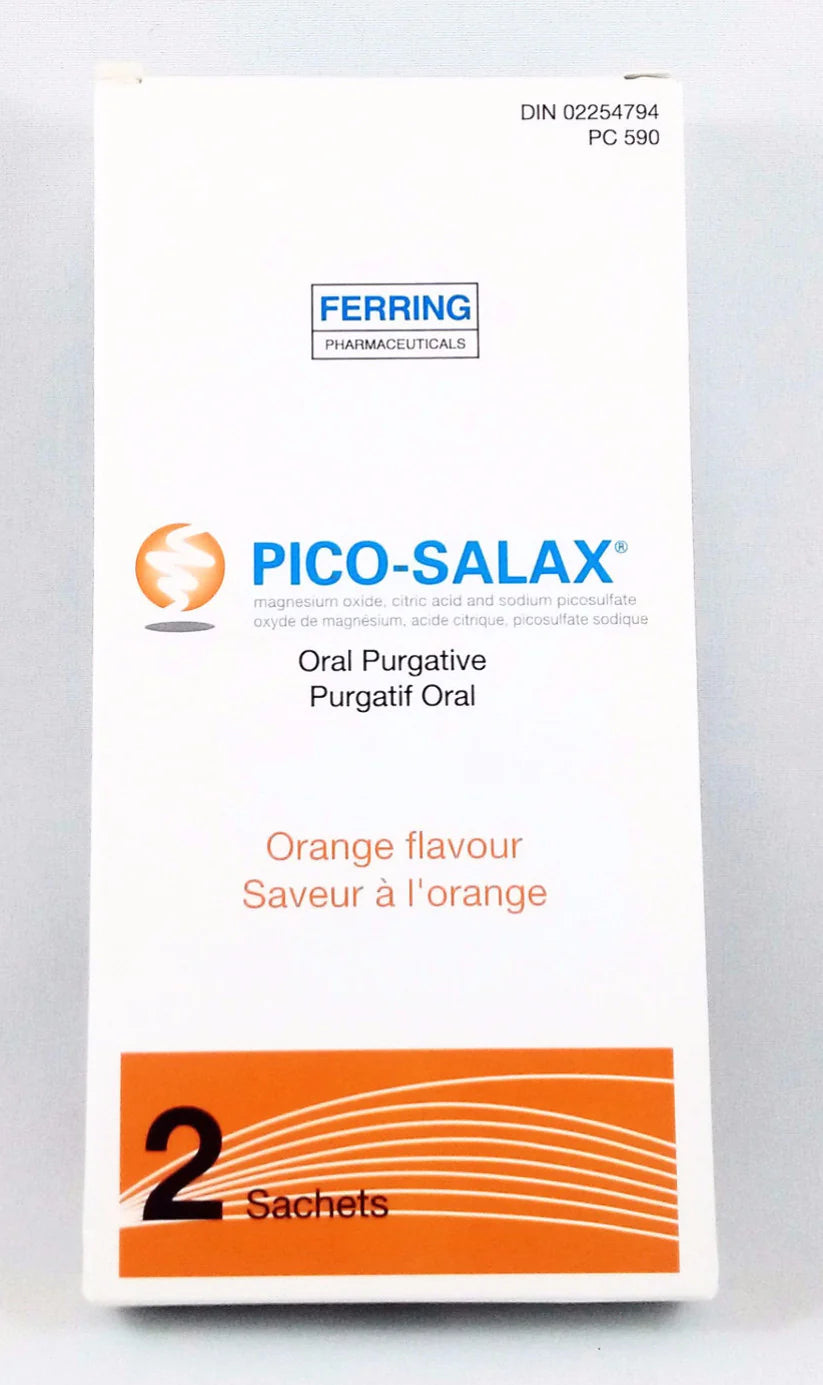 DIN 02254794
PC 590
FERRING
PHARMACEUTICALS
PICO-SALAX®
magnesium oxide, citric acid and sodium picosulfate
oxyde de magnésium, acide citrique, picosulfate sodique
Oral Purgative
Purgatif Oral
Orange flavour
Saveur à l'orange
2 Sachets